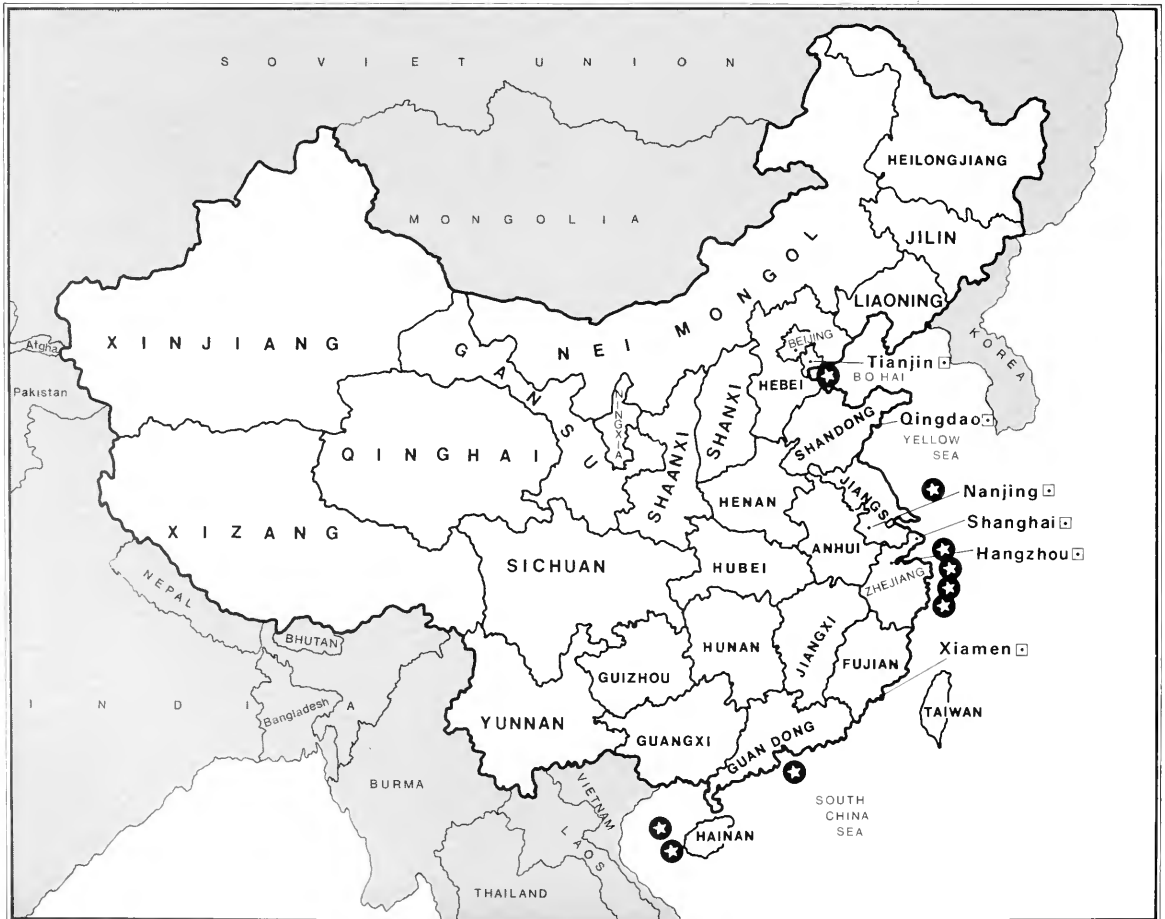 SOVIET UNION
HEILONGJIANG
MONGOLIA
JILIN
NEI MONGOL
LIAONING
KOREA
XINJIANG
GANSU
BEIJING
Afgha
Tianjin
BO HAI
HEBEI
Pakistan
NINGXIA
SHANXI
SHANDONG
Qingdao
YELLOW
SEA
QINGHAI
SHAANXI
JIANGSU
Nanjing
HENAN
Shanghai
XIZANG
ANHUI
Hangzhou
SICHUAN
HUBEI
ZHEJIANG
NEPAL
BHUTAN
HUNAN
JIANGXI
Xiamen
FUJIAN
GUIZHOU
INDIA
Bangladesh
TAIWAN
YUNNAN
GUANGXI
GUAN DONG
BURMA
VIETNAM
SOUTH
CHINA
SEA
LAOS
HAINAN
THAILAND